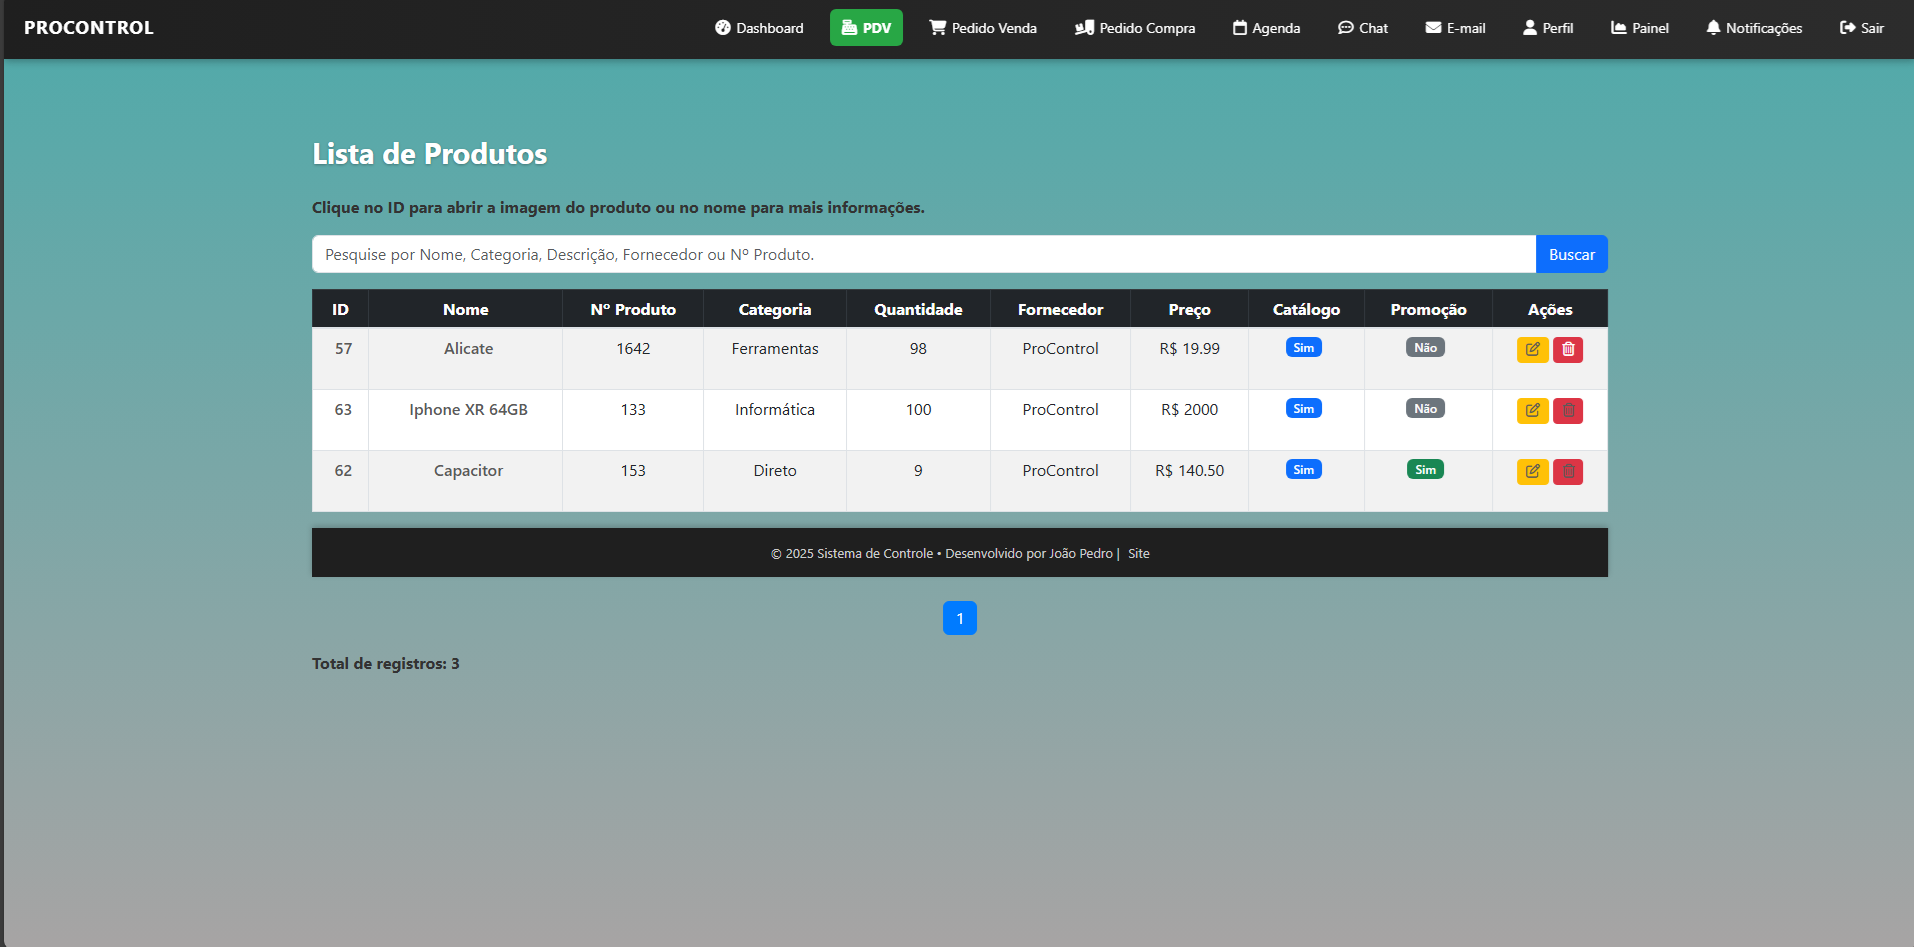 PROCONTROL Dashboard PDV Pedido Venda Pedido Compra Agenda Chat E-mail Perfil Painel Notificações Sair
Lista de Produtos
Clique no ID para abrir a imagem do produto ou no nome para mais informações.
Pesquise por Nome, Categoria, Descrição, Fornecedor ou Nº Produto. Buscar
ID Nome Nº Produto Categoria Quantidade Fornecedor Preço Catálogo Promoção Ações
57 Alicate 1642 Ferramentas 98 ProControl R$ 19.99 Sim Não
63 Iphone XR 64GB 133 Informática 100 ProControl R$ 2000 Sim Não
62 Capacitor 153 Direto 9 ProControl R$ 140.50 Sim Sim
© 2025 Sistema de Controle • Desenvolvido por João Pedro | Site
1
Total de registros: 3